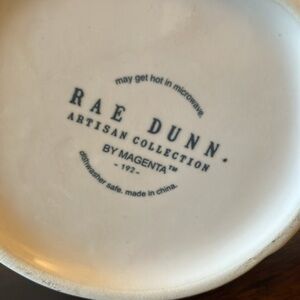 may get hot in microwave.
RAE DUNN.
ARTISAN COLLECTION
BY MAGENTA™
- 192 -
dishwasher safe. made in china.